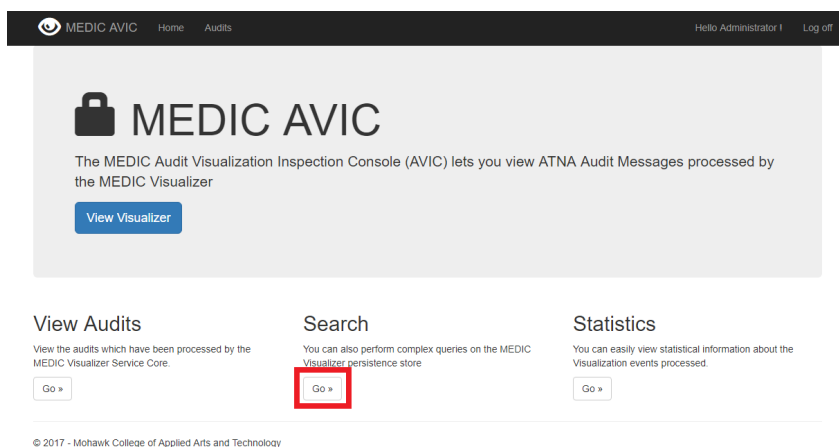 MEDIC AVIC Home Audits Hello Administrator ! Log off
MEDIC AVIC
The MEDIC Audit Visualization Inspection Console (AVIC) lets you view ATNA Audit Messages processed by
the MEDIC Visualizer
View Visualizer
View Audits
View the audits which have been processed by the
MEDIC Visualizer Service Core.
Go »
Search
You can also perform complex queries on the MEDIC
Visualizer persistence store
Go »
Statistics
You can easily view statistical information about the
Visualization events processed.
Go »
© 2017 - Mohawk College of Applied Arts and Technology